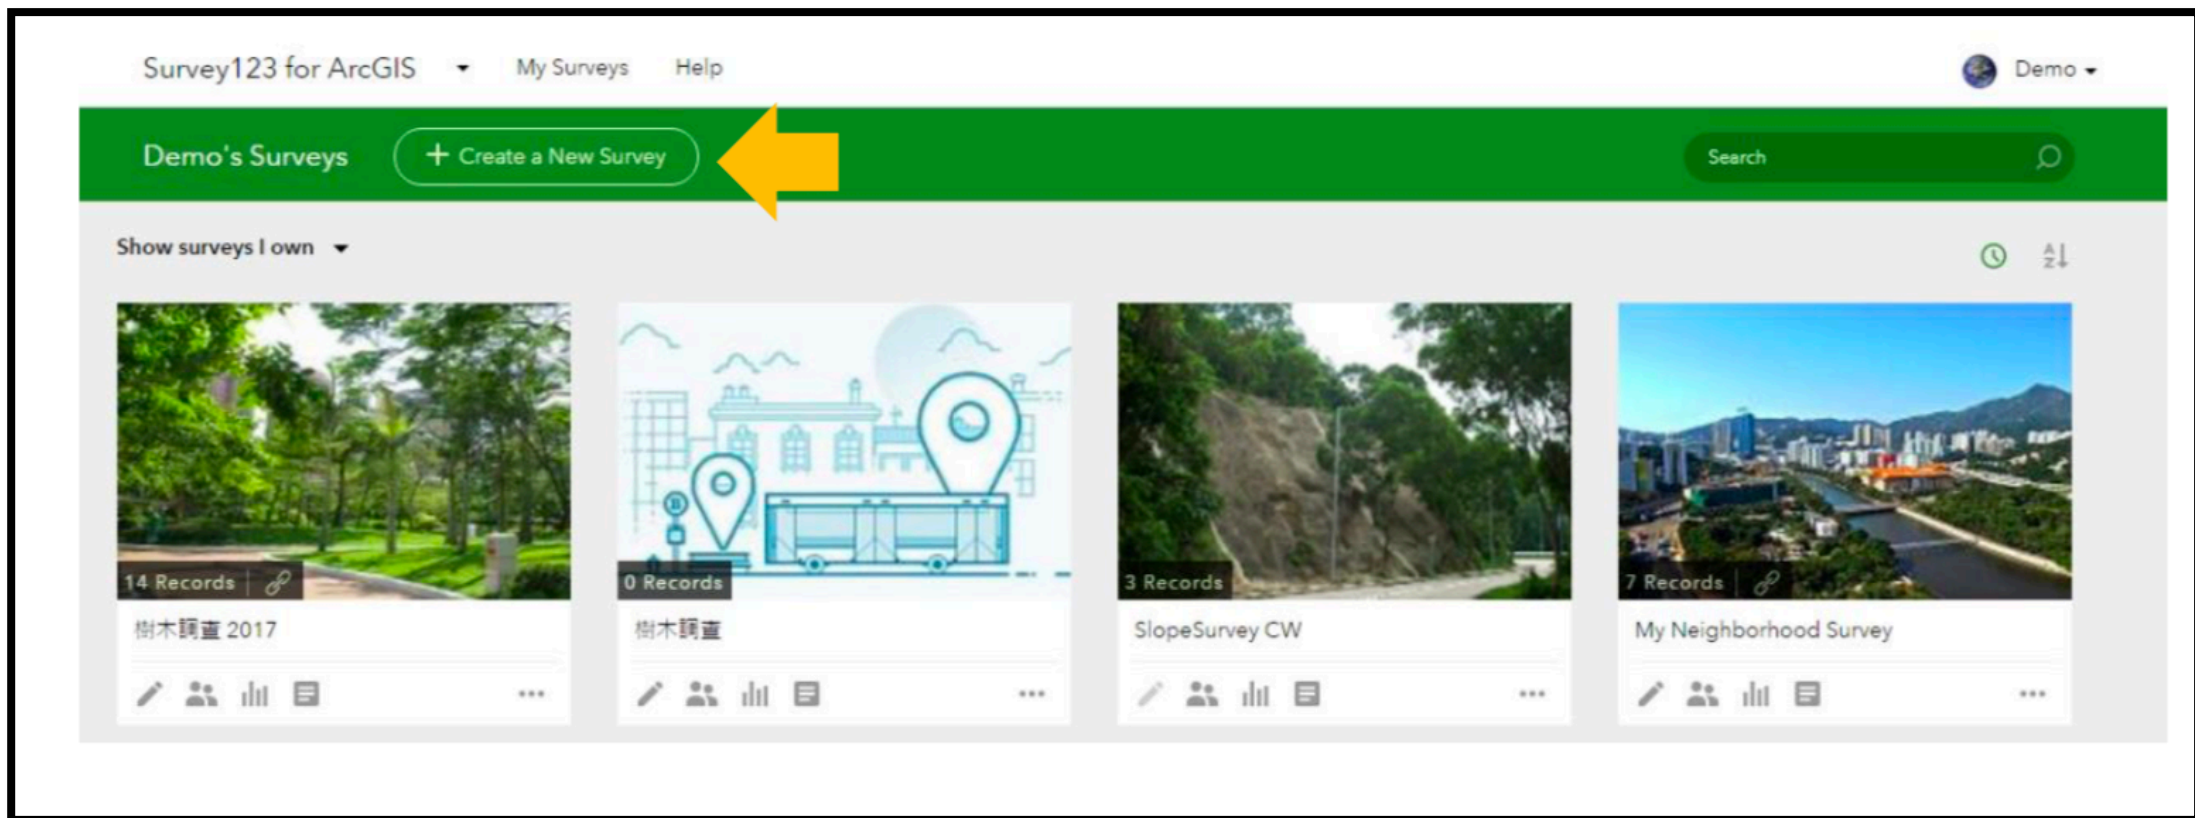 Survey123 for ArcGIS My Surveys Help Demo
Demo's Surveys + Create a New Survey Search
Show surveys I own
14 Records
0 Records
3 Records
7 Records
樹木調查 2017
樹木調查
SlopeSurvey CW
My Neighborhood Survey